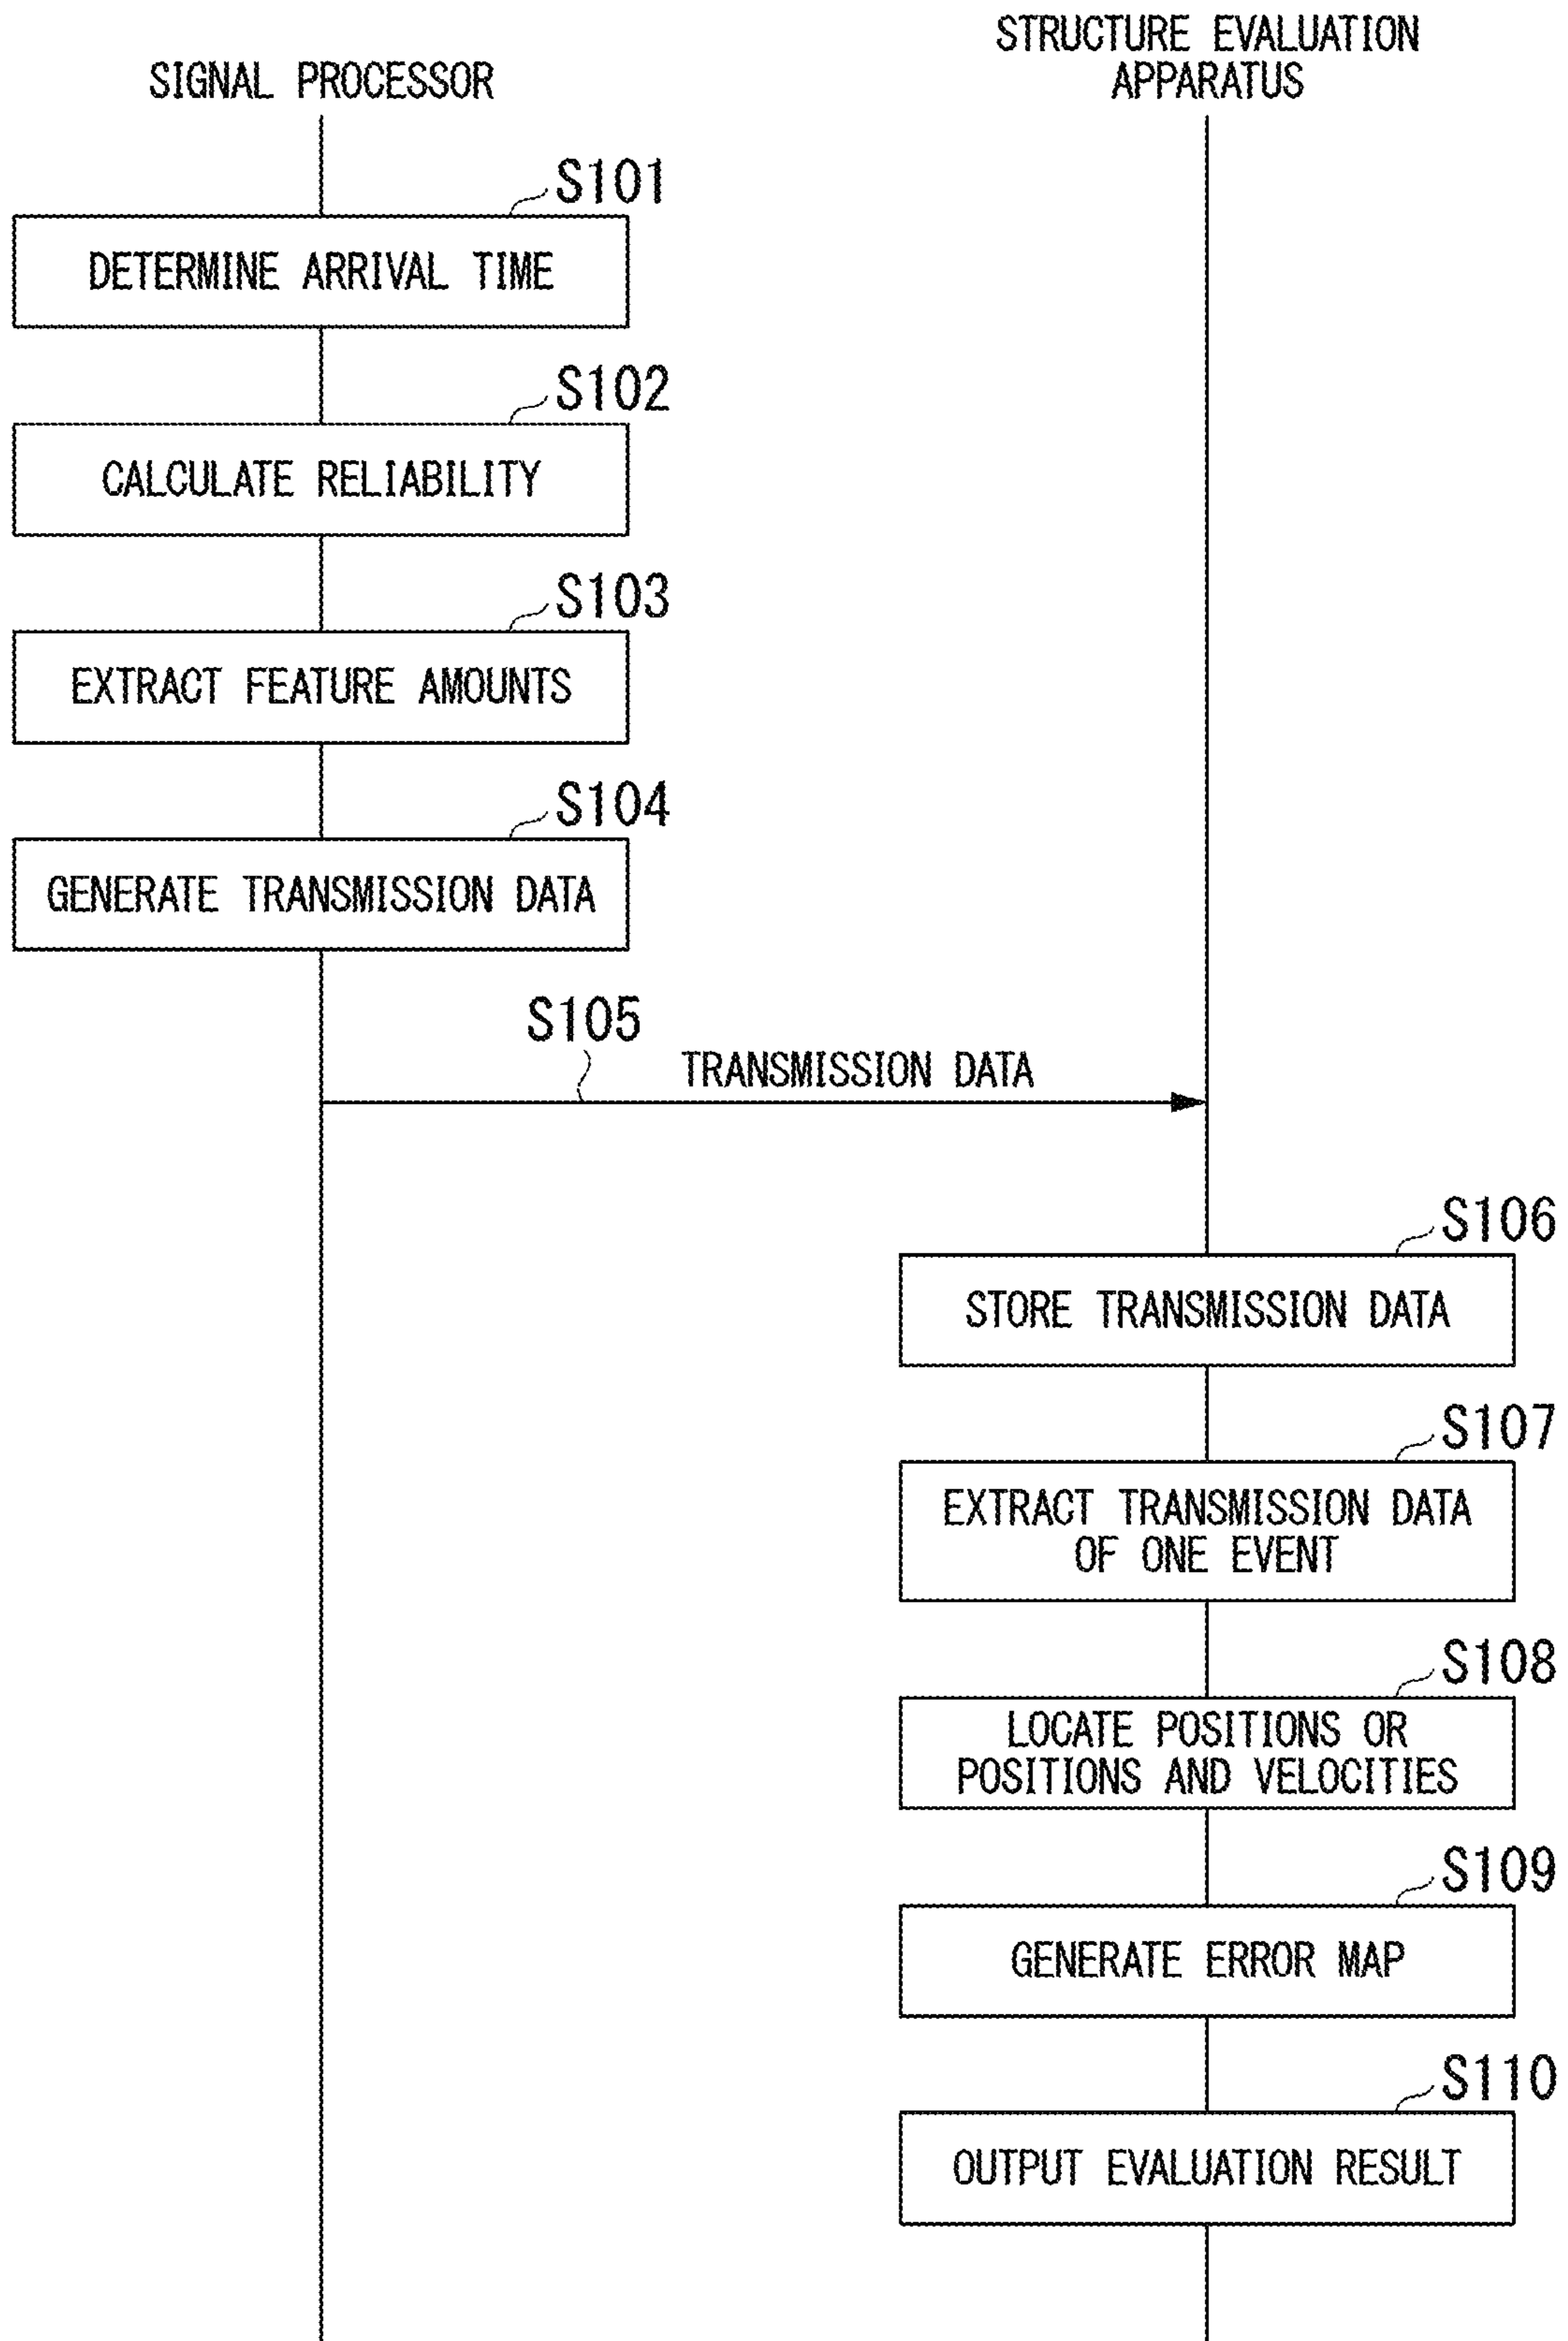 SIGNAL PROCESSOR
STRUCTURE EVALUATION
APPARATUS
S101
DETERMINE ARRIVAL TIME
S102
CALCULATE RELIABILITY
S103
EXTRACT FEATURE AMOUNTS
S104
GENERATE TRANSMISSION DATA
S105
TRANSMISSION DATA
S106
STORE TRANSMISSION DATA
S107
EXTRACT TRANSMISSION DATA
OF ONE EVENT
S108
LOCATE POSITIONS OR
POSITIONS AND VELOCITIES
S109
GENERATE ERROR MAP
S110
OUTPUT EVALUATION RESULT